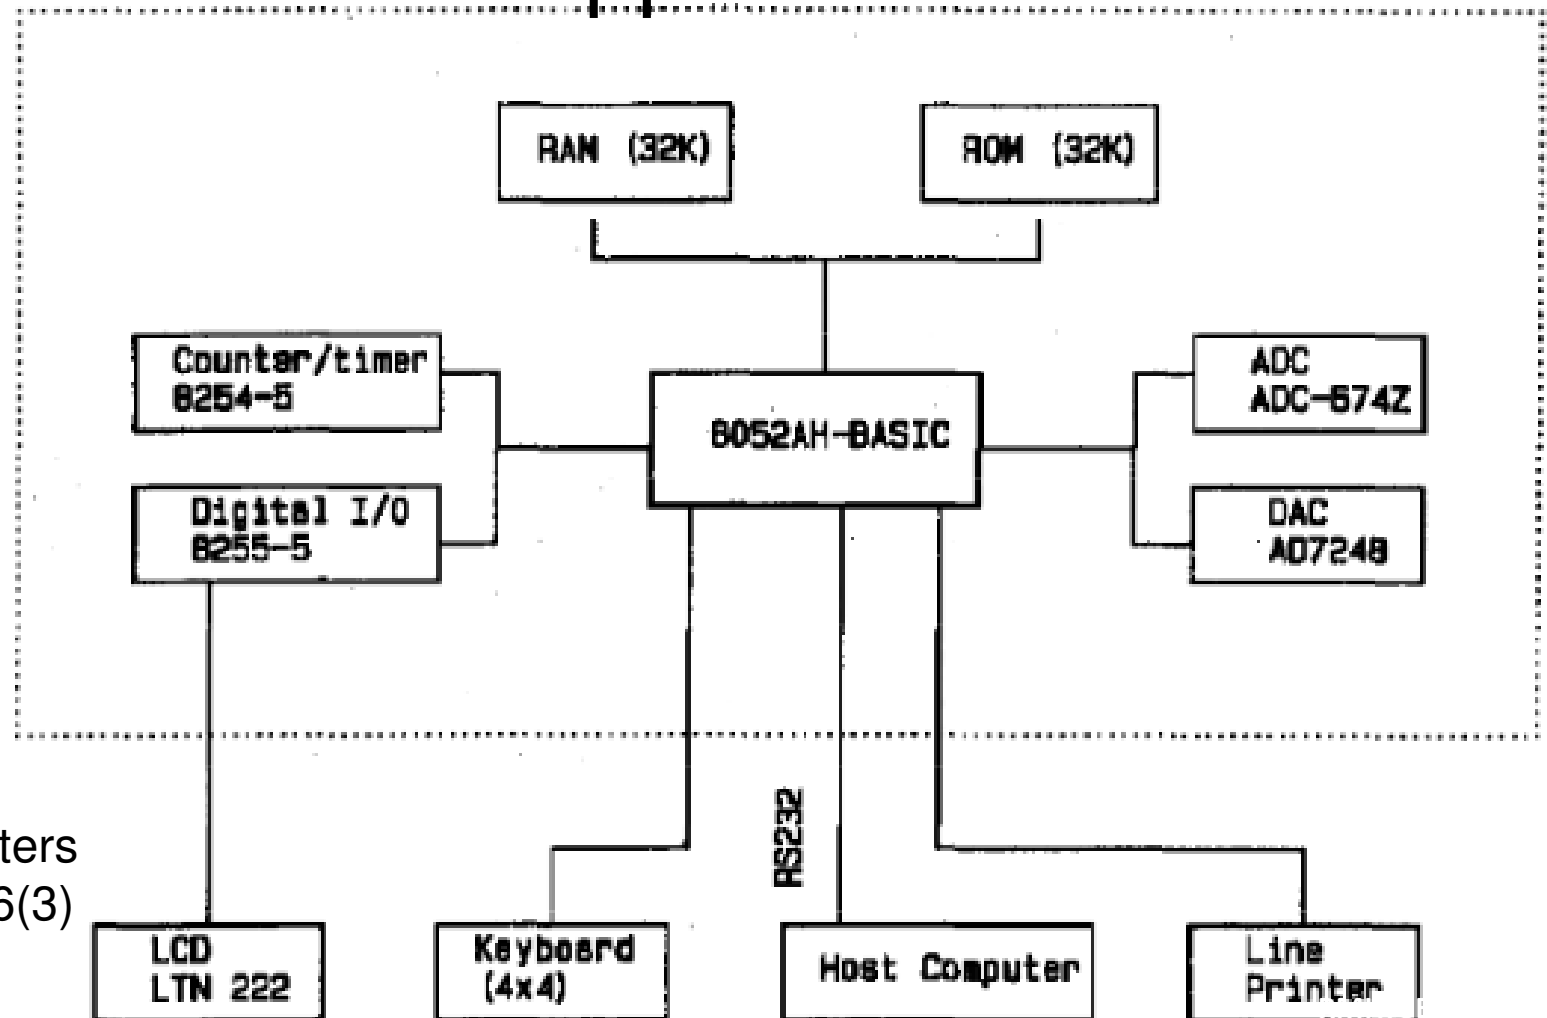 RAM (32K)
ROM (32K)
Counter/timer
8254-5
8052AH-BASIC
ADC
ADC-674Z
Digital I/O
8255-5
DAC
AD7248
RS232
ters
6(3)
LCD
LTN 222
Keyboard
(4x4)
Host Computer
Line
Printer